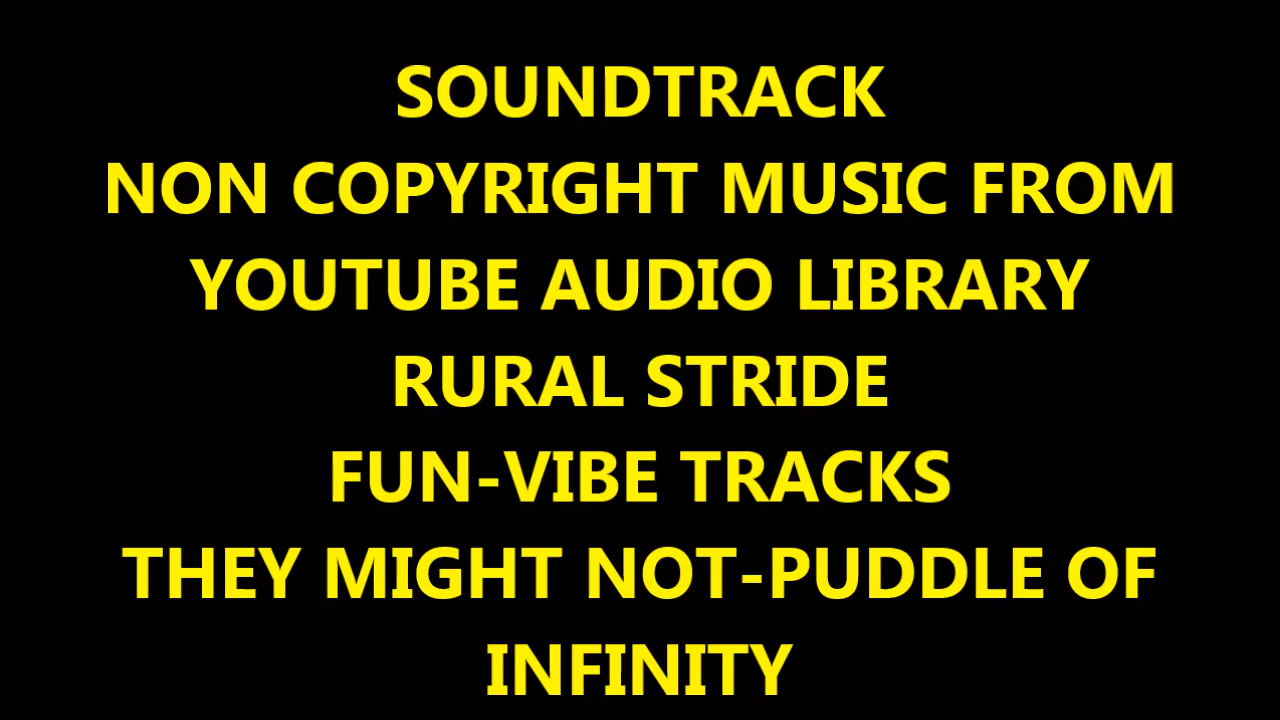 SOUNDTRACK
NON COPYRIGHT MUSIC FROM
YOUTUBE AUDIO LIBRARY
RURAL STRIDE
FUN-VIBE TRACKS
THEY MIGHT NOT-PUDDLE OF
INFINITY